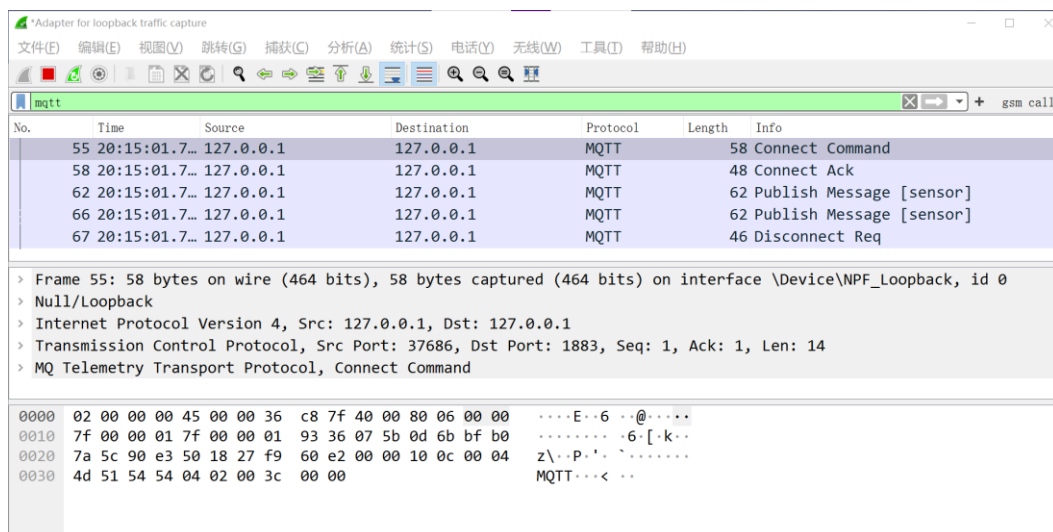 *Adapter for loopback traffic capture
文件(F) 编辑(E) 视图(V) 跳转(G) 捕获(C) 分析(A) 统计(S) 电话(Y) 无线(W) 工具(T) 帮助(H)
mqtt + gsm call
No. Time Source Destination Protocol Length Info
55 20:15:01.7… 127.0.0.1 127.0.0.1 MQTT 58 Connect Command
58 20:15:01.7… 127.0.0.1 127.0.0.1 MQTT 48 Connect Ack
62 20:15:01.7… 127.0.0.1 127.0.0.1 MQTT 62 Publish Message [sensor]
66 20:15:01.7… 127.0.0.1 127.0.0.1 MQTT 62 Publish Message [sensor]
67 20:15:01.7… 127.0.0.1 127.0.0.1 MQTT 46 Disconnect Req
> Frame 55: 58 bytes on wire (464 bits), 58 bytes captured (464 bits) on interface \Device\NPF_Loopback, id 0
> Null/Loopback
> Internet Protocol Version 4, Src: 127.0.0.1, Dst: 127.0.0.1
> Transmission Control Protocol, Src Port: 37686, Dst Port: 1883, Seq: 1, Ack: 1, Len: 14
> MQ Telemetry Transport Protocol, Connect Command
0000 02 00 00 00 45 00 00 36 c8 7f 40 00 80 06 00 00 ····E··6 ··@·····
0010 7f 00 00 01 7f 00 00 01 93 36 07 5b 0d 6b bf b0 ········ ·6·[·k··
0020 7a 5c 90 e3 50 18 27 f9 60 e2 00 00 10 0c 00 04 z\··P·'· `·······
0030 4d 51 54 54 04 02 00 3c 00 00 MQTT···< ··